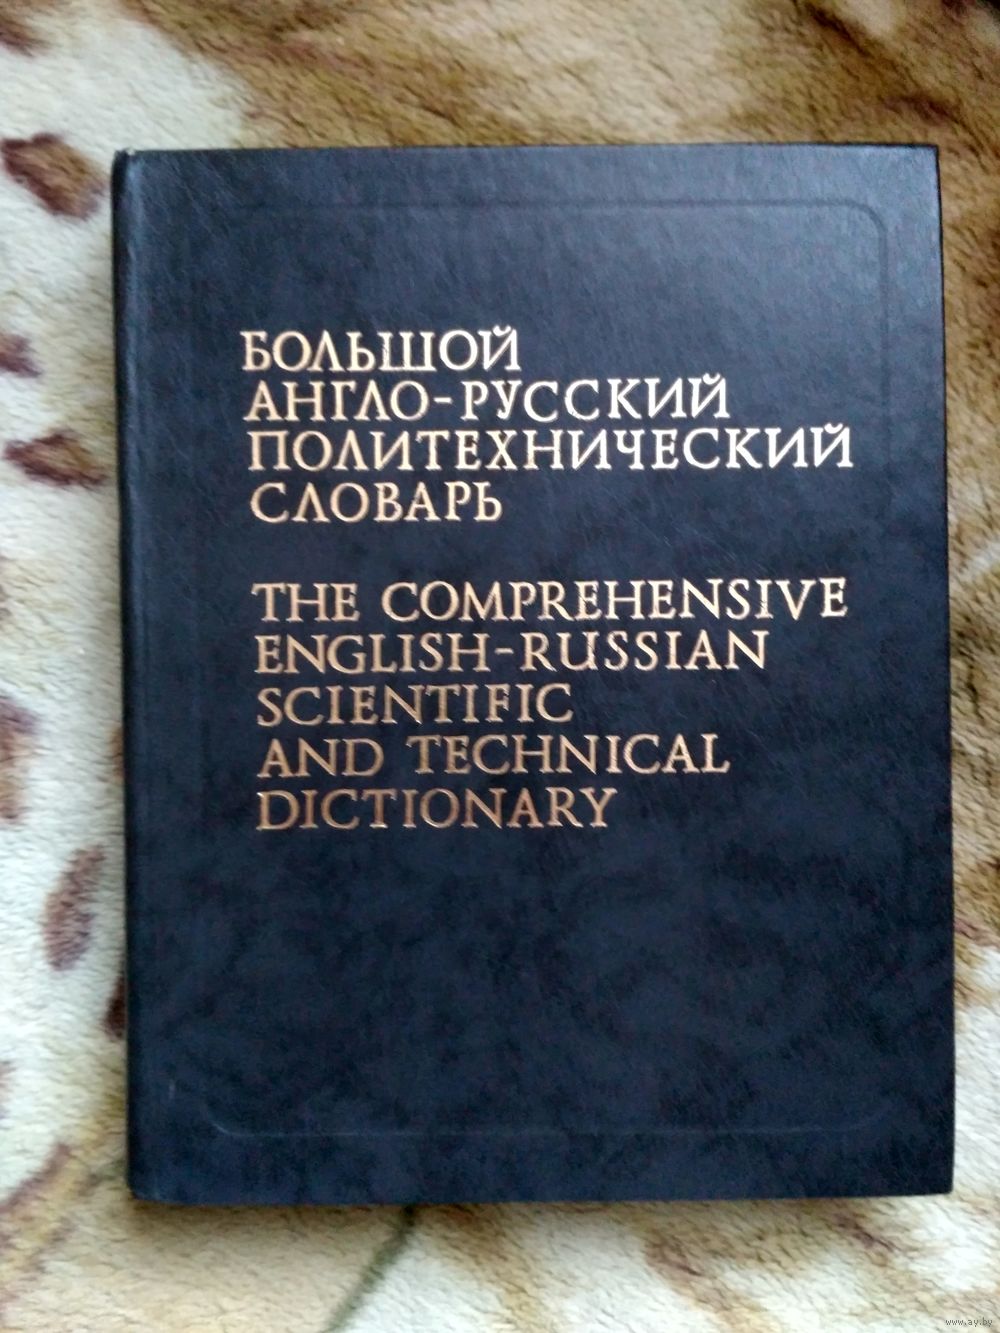 БОЛЬШОЙ
АНГЛО-РУССКИЙ
ПОЛИТЕХНИЧЕСКИЙ
СЛОВАРЬ
THE COMPREHENSIVE
ENGLISH-RUSSIAN
SCIENTIFIC
AND TECHNICAL
DICTIONARY
www.ay.by